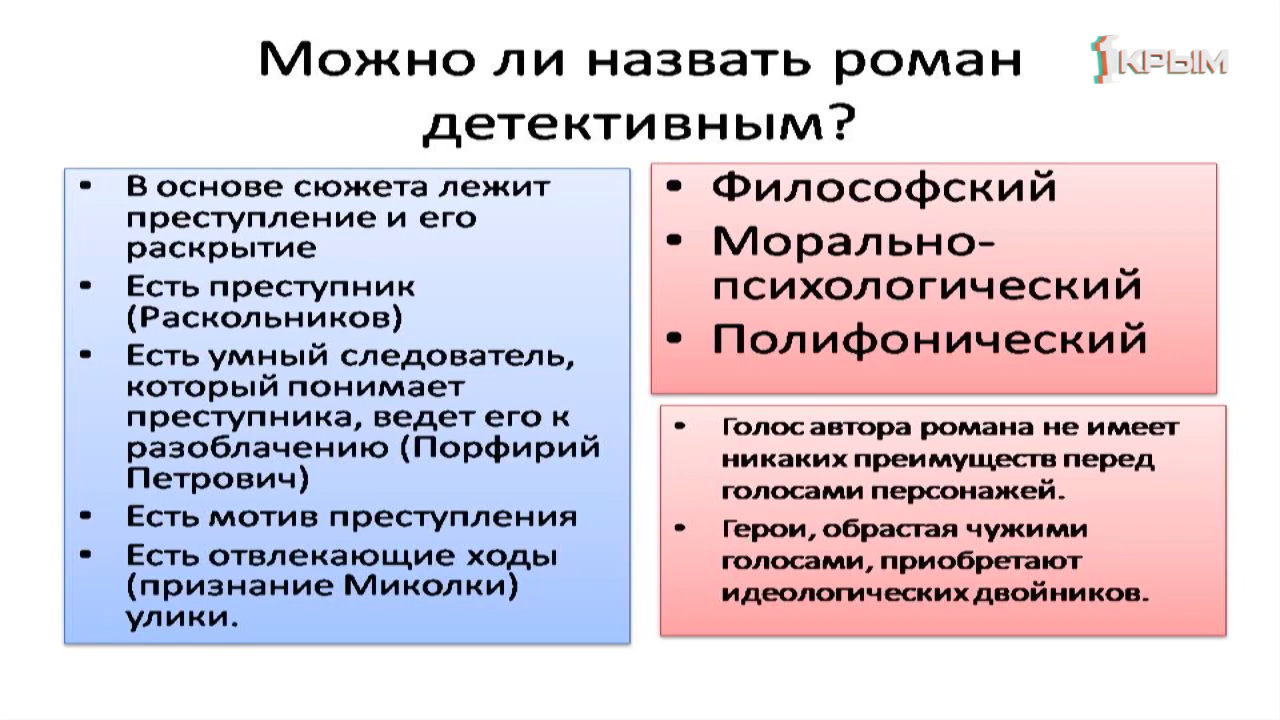 Можно ли назвать роман
детективным?
1КРЫМ
• В основе сюжета лежит
преступление и его
раскрытие
• Есть преступник
(Раскольников)
• Есть умный следователь,
который понимает
преступника, ведет его к
разоблачению (Порфирий
Петрович)
• Есть мотив преступления
• Есть отвлекающие ходы
(признание Миколки)
улики.
• Философский
• Морально-
психологический
• Полифонический
• Голос автора романа не имеет
никаких преимуществ перед
голосами персонажей.
• Герои, обрастая чужими
голосами, приобретают
идеологических двойников.